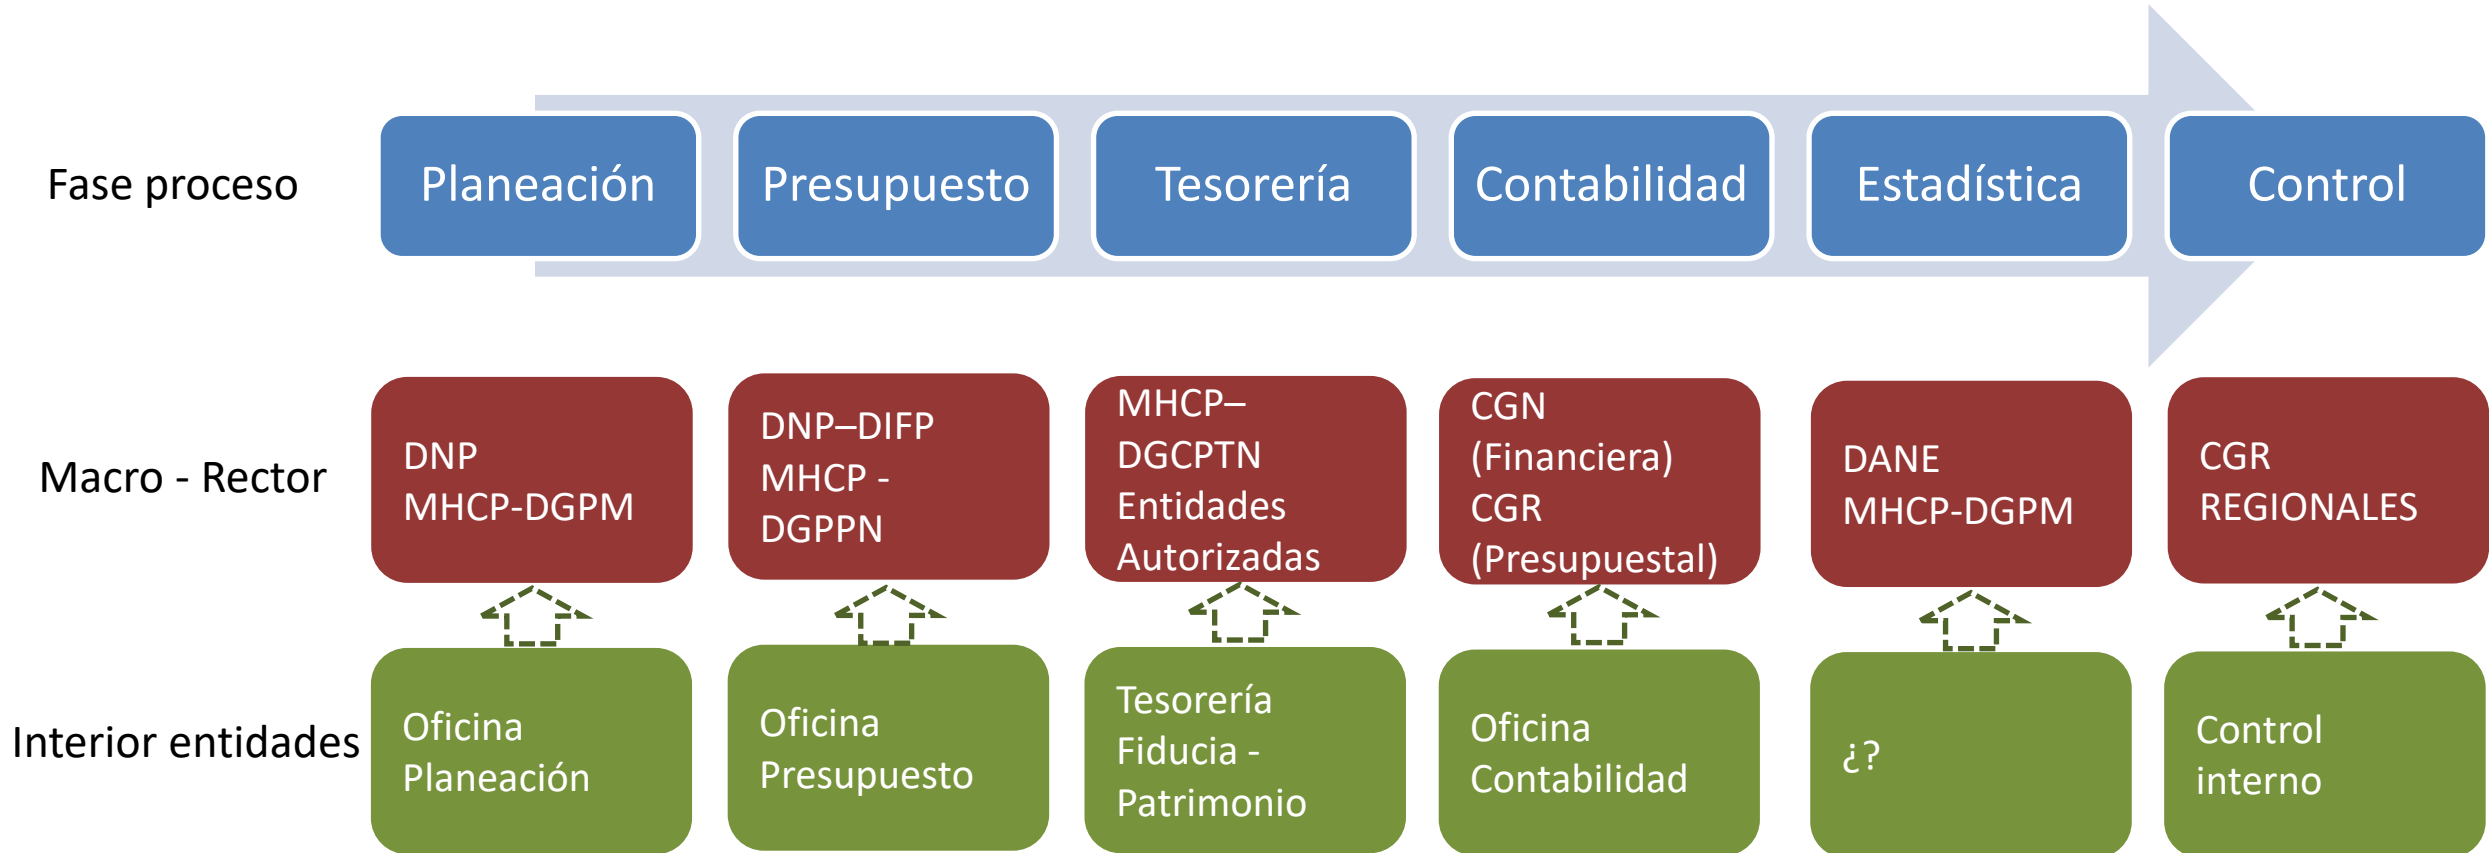 Fase proceso
Planeación
Presupuesto
Tesorería
Contabilidad
Estadística
Control
Macro - Rector
DNP
MHCP-DGPM
DNP–DIFP
MHCP -
DGPPN
MHCP–
DGCPTN
Entidades
Autorizadas
CGN
(Financiera)
CGR
(Presupuestal)
DANE
MHCP-DGPM
CGR
REGIONALES
Interior entidades
Oficina
Planeación
Oficina
Presupuesto
Tesorería
Fiducia -
Patrimonio
Oficina
Contabilidad
¿?
Control
interno